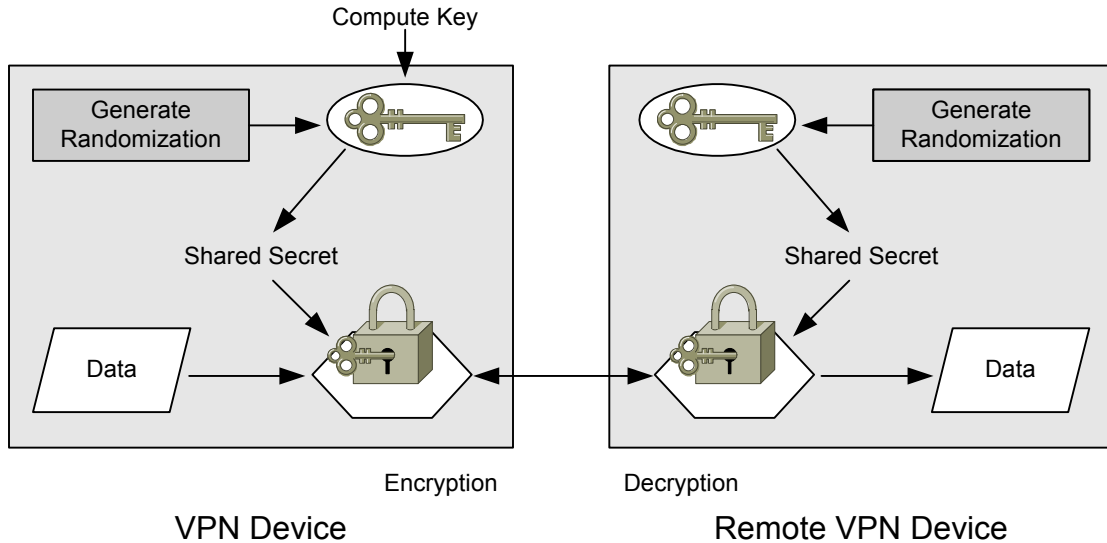 Compute Key
Generate
Randomization
Generate
Randomization
Shared Secret
Shared Secret
Data
Data
Encryption
Decryption
VPN Device
Remote VPN Device